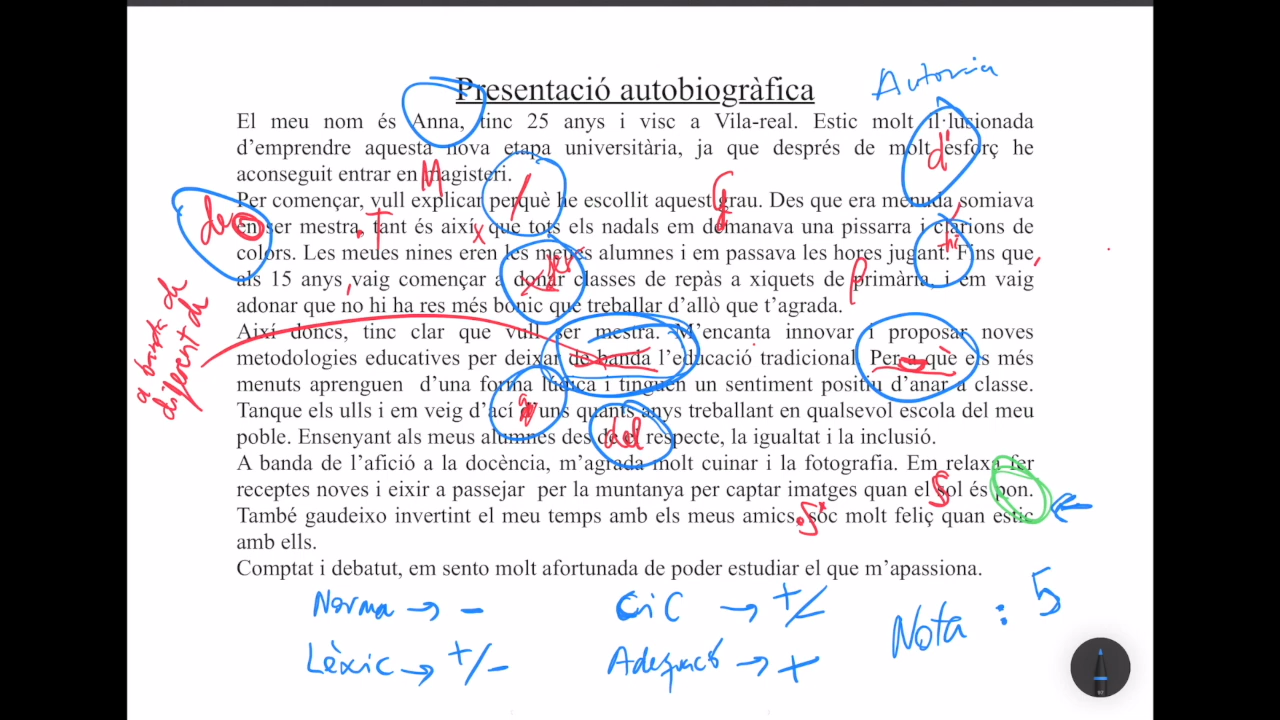 Presentació autobiogràfica
Autoria
El meu nom és Anna, tinc 25 anys i visc a Vila-real. Estic molt il·lusionada
d’emprendre aquesta nova etapa universitària, ja que després de molt esforç he
d'
aconseguit entrar en magisteri.
M
Per començar, vull explicar perquè he escollit aquest grau. Des que era menuda somiava
de
en ser mestra, tant és així, que tots els nadals em demanava una pissarra i clarions de
. T
x
colors. Les meues nines eren les meues alumnes i em passava les hores jugant. Fins que,
als 15 anys, vaig començar a donar classes de repàs a xiquets de primària, i em vaig
p
adonar que no hi ha res més bonic que treballar d’allò que t’agrada.
a banda de
diferent de
Així doncs, tinc clar que vull ser mestra. M’encanta innovar i proposar noves
metodologies educatives per deixar de banda l’educació tradicional. Per a què els més
menuts aprenguen d’una forma lúdica i tinguen un sentiment positiu d’anar a classe.
Tanque els ulls i em veig d’ací d’uns quants anys treballant en qualsevol escola del meu
poble. Ensenyant als meus alumnes des de el respecte, la igualtat i la inclusió.
del
A banda de l’afició a la docència, m’agrada molt cuinar i la fotografia. Em relaxa fer
receptes noves i eixir a passejar per la muntanya per captar imatges quan el sol és pon.
S
També gaudeixo invertint el meu temps amb els meus amics, sóc molt feliç quan estic
. S
amb ells.
Comptat i debatut, em sento molt afortunada de poder estudiar el que m’apassiona.
Norma → -
CiC → +/-
Nota : 5
Lèxic → +/-
Adequació → +